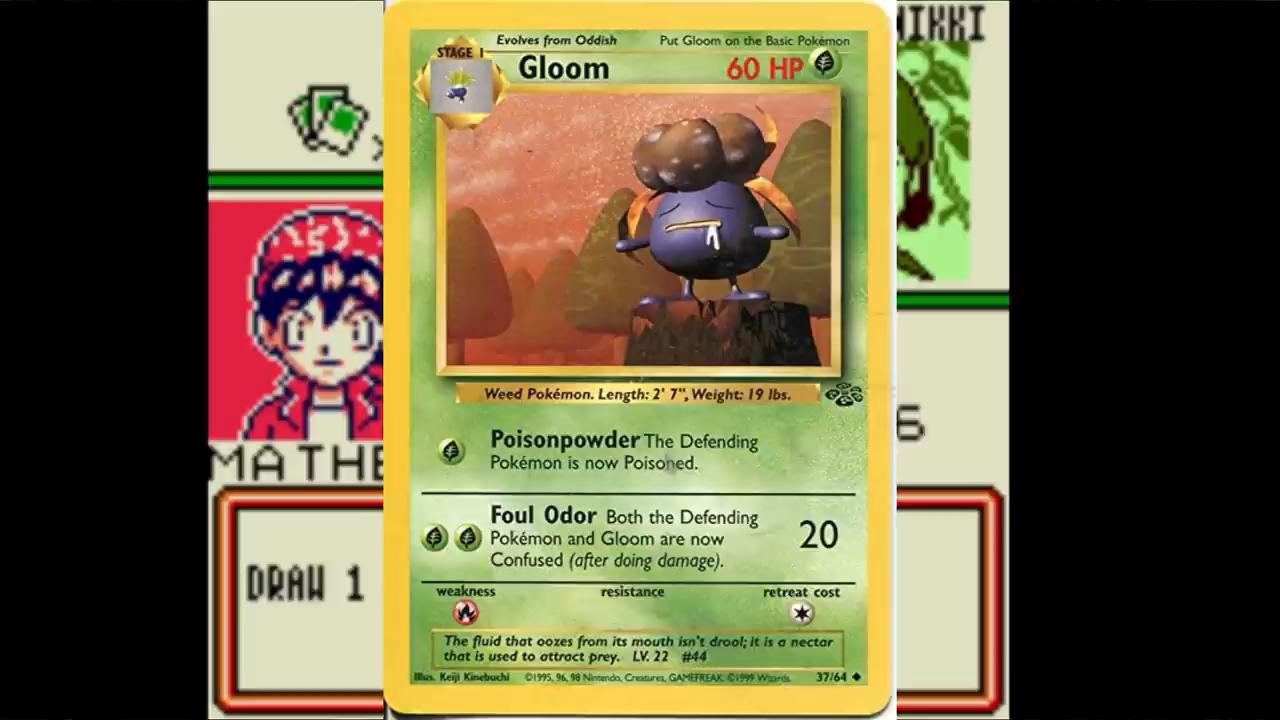 NIKKI
Evolves from Oddish Put Gloom on the Basic Pokémon
STAGE 1
Gloom 60 HP
Weed Pokémon. Length: 2' 7", Weight: 19 lbs.
Poisonpowder The Defending
Pokémon is now Poisoned.
MATHE
6
Foul Odor Both the Defending
Pokémon and Gloom are now
Confused (after doing damage).
20
DRAW 1
weakness resistance retreat cost
The fluid that oozes from its mouth isn't drool; it is a nectar
that is used to attract prey. LV. 22 #44
Illus. Keiji Kinebuchi ©1995, 96, 98 Nintendo, Creatures, GAMEFREAK. ©1999 Wizards. 37/64